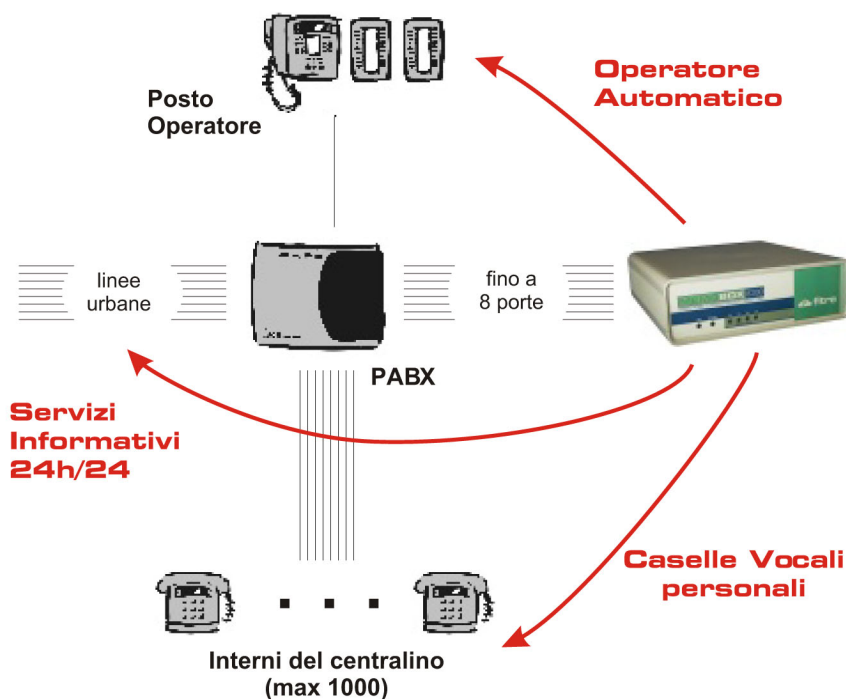 Posto
Operatore
Operatore
Automatico
linee
urbane
fino a
8 porte
fitre
PABX
Servizi
Informativi
24h/24
Caselle Vocali
personali
Interni del centralino
(max 1000)